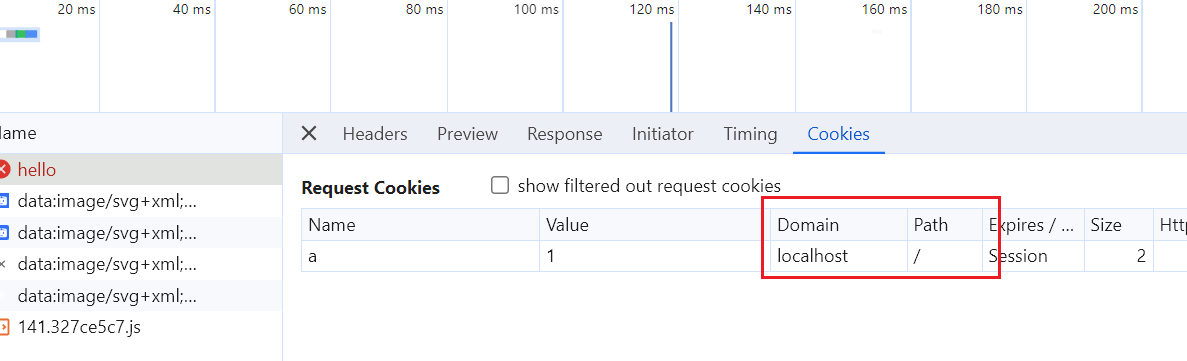 20 ms 40 ms 60 ms 80 ms 100 ms 120 ms 140 ms 160 ms 180 ms 200 ms
lame Headers Preview Response Initiator Timing Cookies
hello
Request Cookies show filtered out request cookies
data:image/svg+xml;...
Name Value Domain Path Expires / ... Size Http
data:image/svg+xml;...
a 1 localhost / Session 2
data:image/svg+xml;...
data:image/svg+xml;...
141.327ce5c7.js